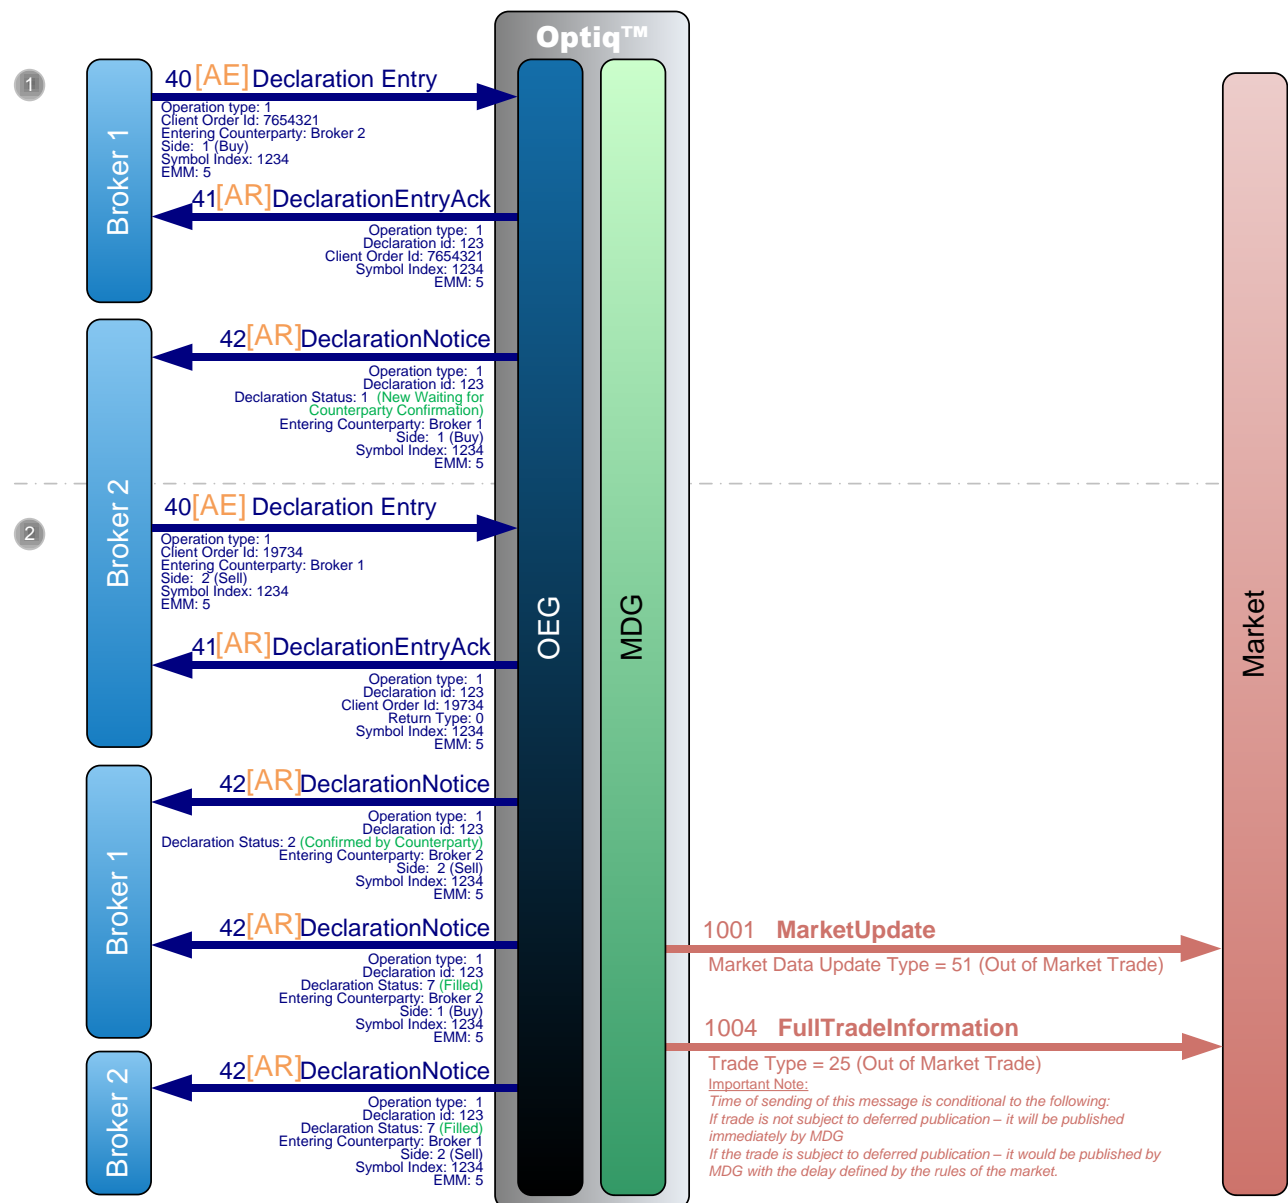 Optiq™
1
Broker 1
40 [AE] Declaration Entry
Operation type: 1
Client Order Id: 7654321
Entering Counterparty: Broker 2
Side:  1 (Buy)
Symbol Index: 1234
EMM: 5
41[AR]DeclarationEntryAck
Operation type:  1
Declaration id: 123
Client Order Id: 7654321
Symbol Index: 1234
EMM: 5
Broker 2
42[AR]DeclarationNotice
Operation type:  1
Declaration id: 123
Declaration Status: 1  (New Waiting for
Counterparty Confirmation)
Entering Counterparty: Broker 1
Side:  1 (Buy)
Symbol Index: 1234
EMM: 5
2
40[AE] Declaration Entry
Operation type: 1
Client Order Id: 19734
Entering Counterparty: Broker 1
Side:  2 (Sell)
Symbol Index: 1234
EMM: 5
OEG
MDG
Market
41[AR]DeclarationEntryAck
Operation type:  1
Declaration id: 123
Client Order Id: 19734
Return Type: 0
Symbol Index: 1234
EMM: 5
Broker 1
42[AR]DeclarationNotice
Operation type:  1
Declaration id: 123
Declaration Status: 2 (Confirmed by Counterparty)
Entering Counterparty: Broker 2
Side:  2 (Sell)
Symbol Index: 1234
EMM: 5
42[AR]DeclarationNotice
Operation type:  1
Declaration id: 123
Declaration Status: 7 (Filled)
Entering Counterparty: Broker 2
Side: 1 (Buy)
Symbol Index: 1234
EMM: 5
1001 MarketUpdate
Market Data Update Type = 51 (Out of Market Trade)
1004 FullTradeInformation
Trade Type = 25 (Out of Market Trade)
Important Note:
Time of sending of this message is conditional to the following:
If trade is not subject to deferred publication – it will be published
immediately by MDG
If the trade is subject to deferred publication – it would be published by
MDG with the delay defined by the rules of the market.
Broker 2
42[AR]DeclarationNotice
Operation type:  1
Declaration id: 123
Declaration Status: 7 (Filled)
Entering Counterparty: Broker 1
Side: 2 (Sell)
Symbol Index: 1234
EMM: 5